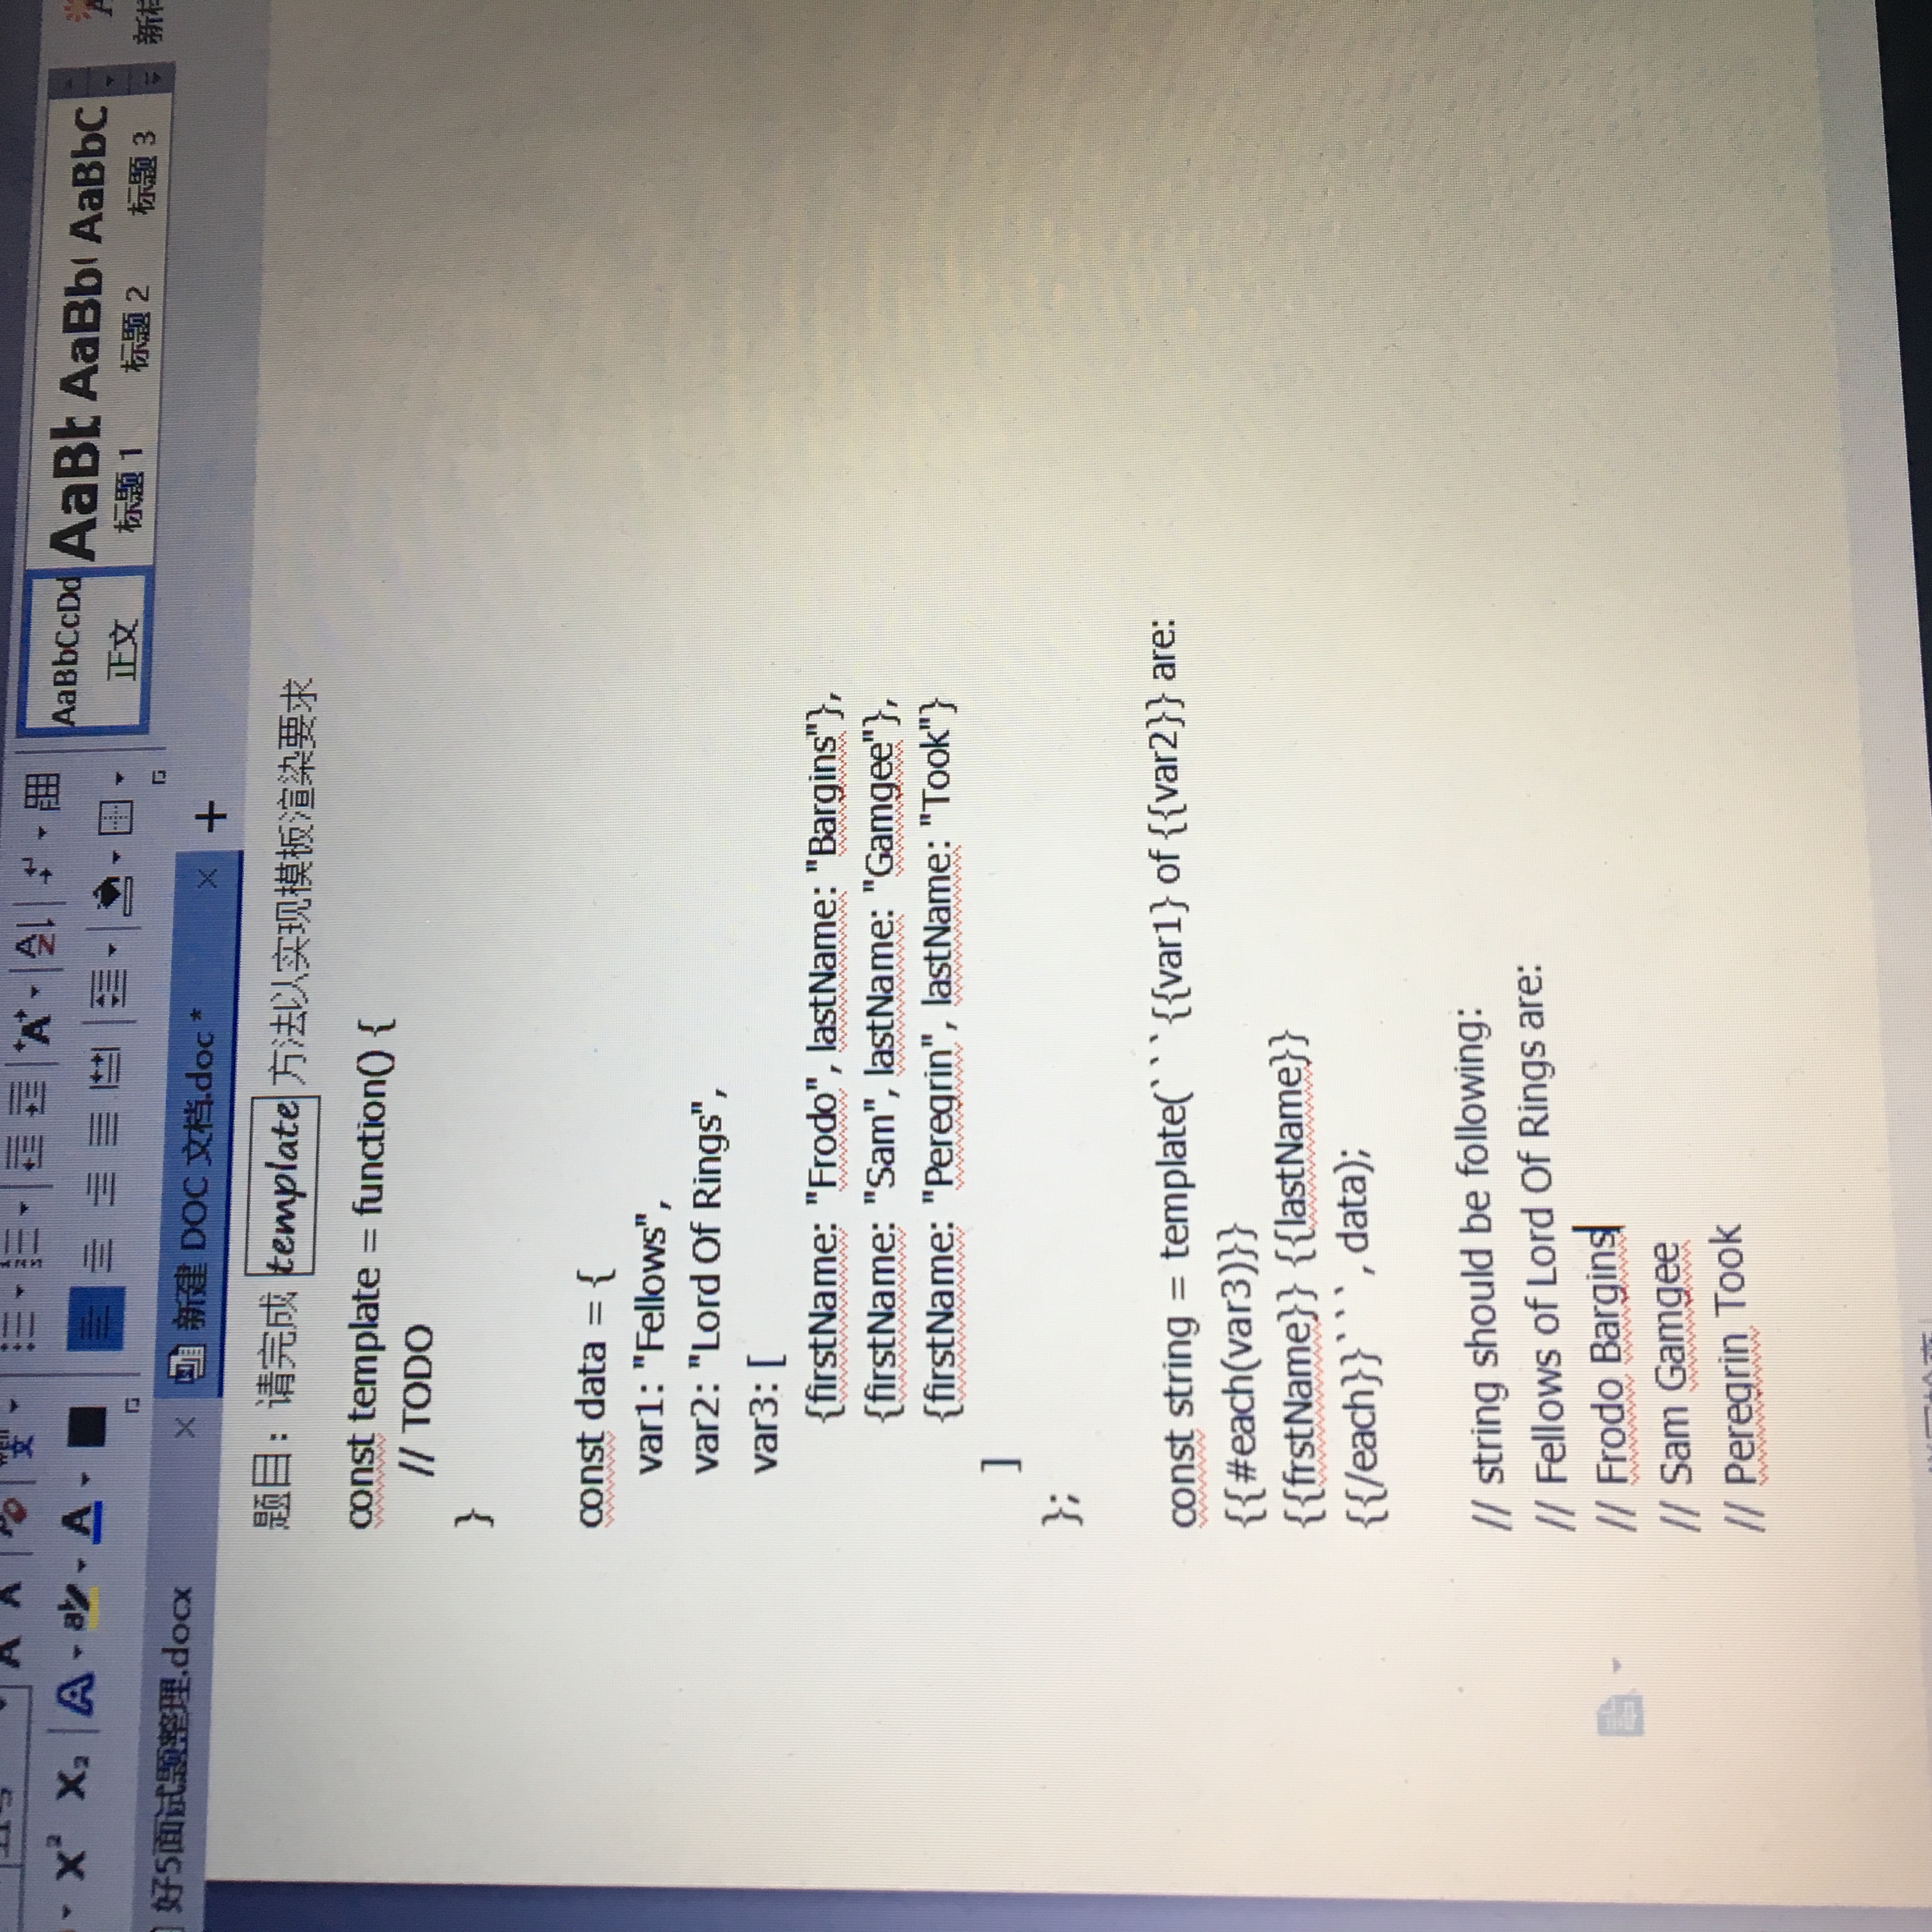 X² X₂ A ab A
AaBbCcDd AaBb AaBb AaBbC
正文 标题 1 标题 2 标题 3
好5面试题整理.docx × 新建 DOC 文档.doc * × +
题目：请完成 template 方法以实现模板渲染要求
const template = function() {
// TODO
}
const data = {
var1: "Fellows",
var2: "Lord Of Rings",
var3: [
{firstName: "Frodo", lastName: "Bargins"},
{firstName: "Sam", lastName: "Gamgee"},
{firstName: "Peregrin", lastName: "Took"}
]
};
const string = template(```{{var1} of {{var2}} are:
{{#each(var3)}}
{{frstName}} {{lastName}}
{{/each}}```, data);
// string should be following:
// Fellows of Lord Of Rings are:
// Frodo Bargins
// Sam Gamgee
// Peregrin Took